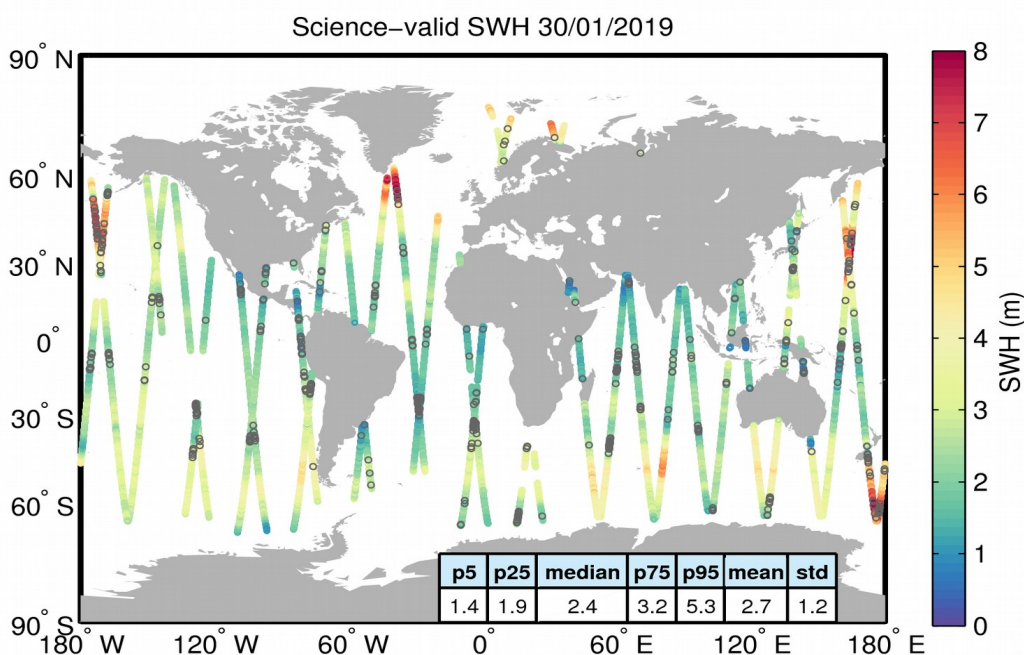 Science−valid SWH 30/01/2019
90° N
60° N
30° N
0°
30° S
60° S
90° S
180° W 120° W 60° W 0° 60° E 120° E 180° E
p5 p25 median p75 p95 mean std
1.4 1.9 2.4 3.2 5.3 2.7 1.2
8
7
6
5
4
3
2
1
0
SWH (m)